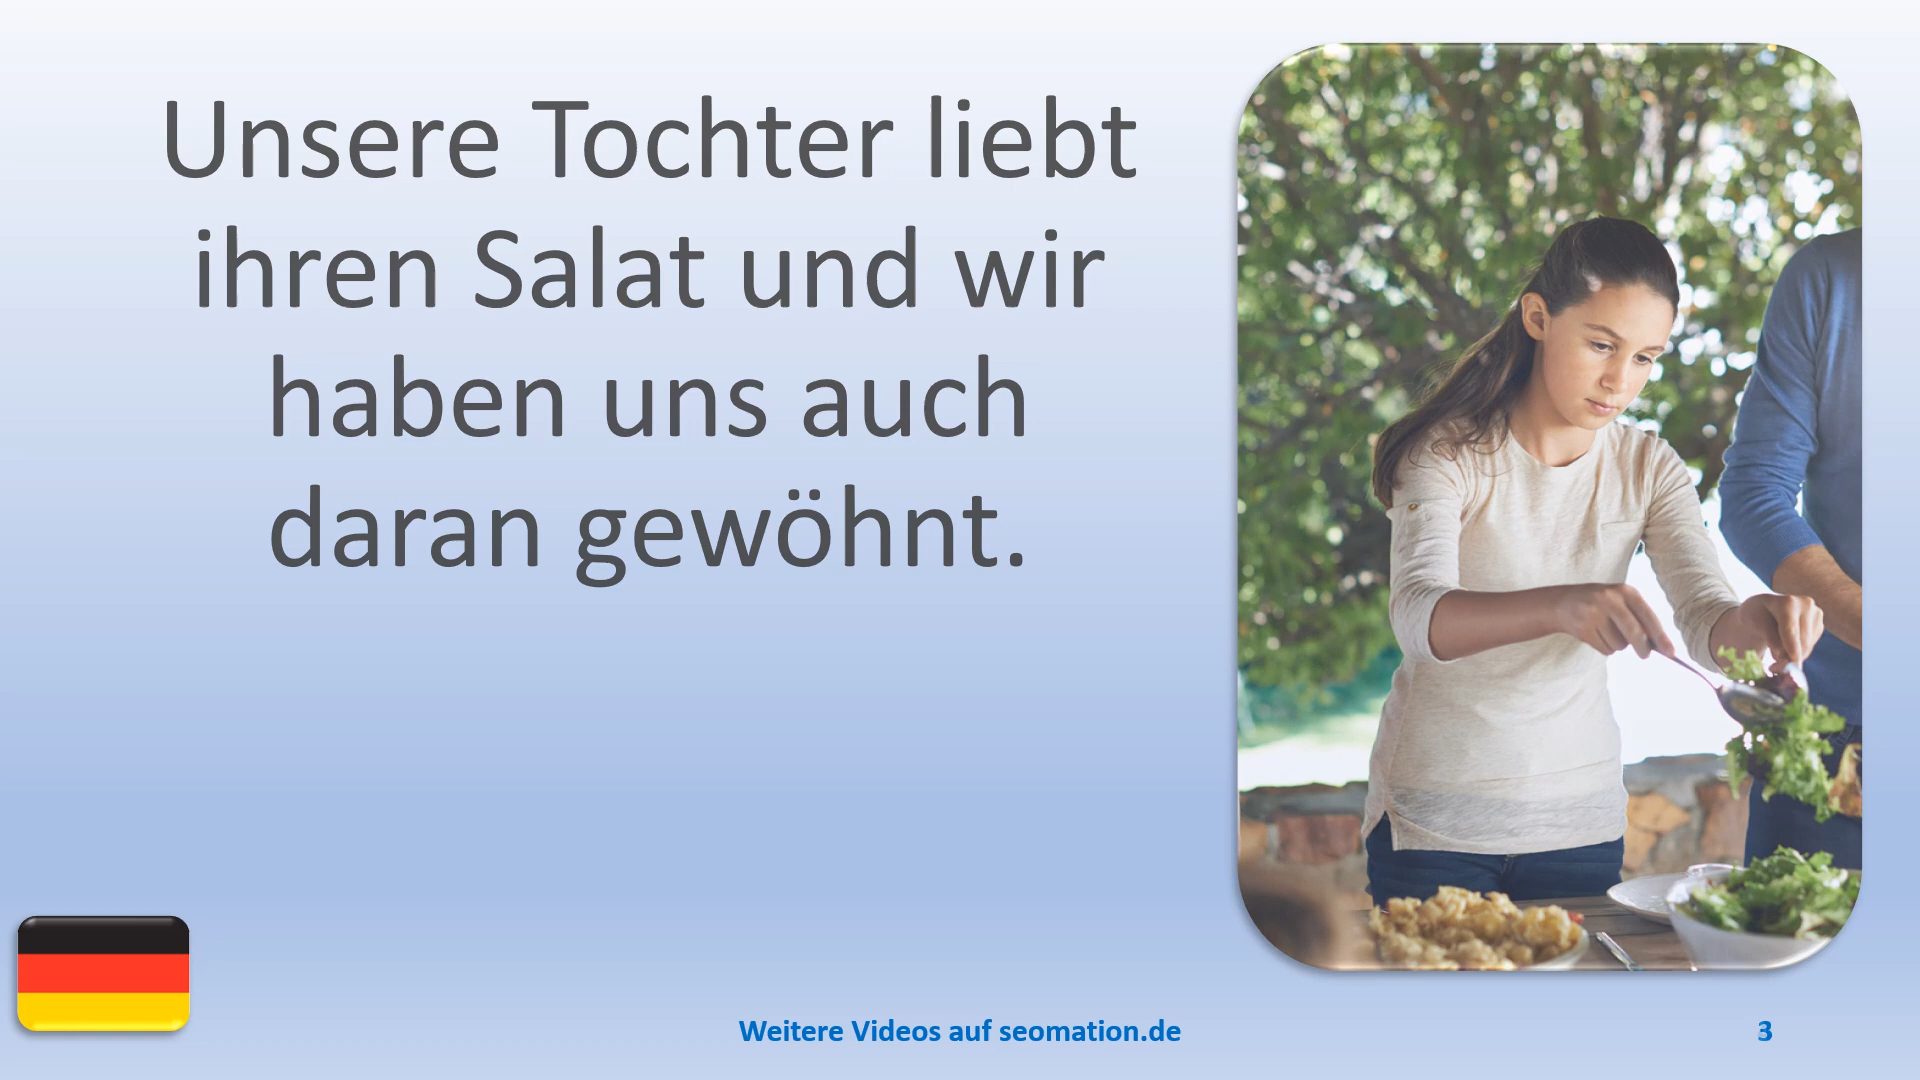 Unsere Tochter liebt
ihren Salat und wir
haben uns auch
daran gewöhnt.
Weitere Videos auf seomation.de
3